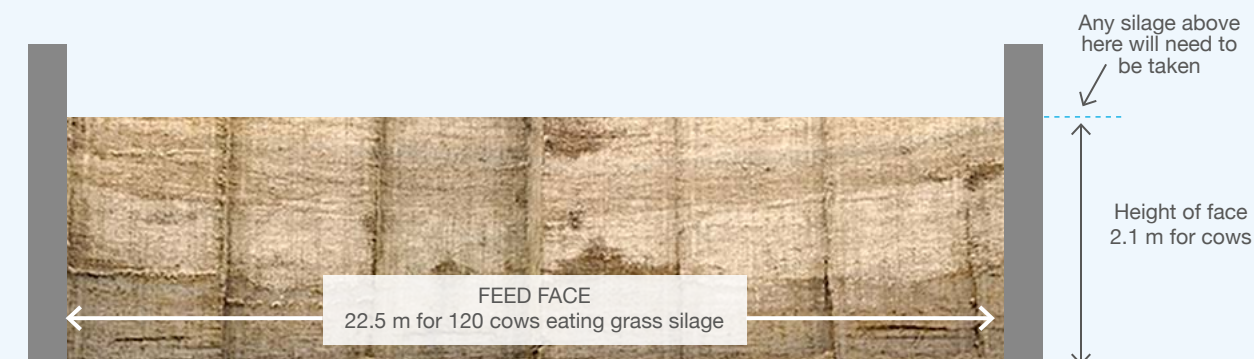 Any silage above
here will need to
be taken
Height of face
2.1 m for cows
FEED FACE
22.5 m for 120 cows eating grass silage